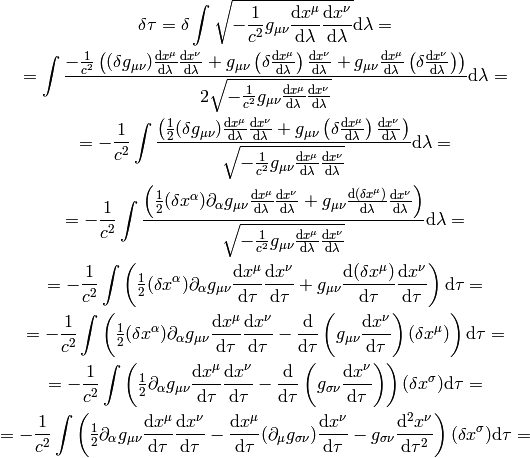 $\delta\tau = \delta \int \sqrt{-\frac{1}{c^2} g_{\mu\nu} \frac{\mathrm{d}x^\mu}{\mathrm{d}\lambda} \frac{\mathrm{d}x^\nu}{\mathrm{d}\lambda}} \mathrm{d}\lambda =$
$= \int \frac{-\frac{1}{c^2} \left( (\delta g_{\mu\nu}) \frac{\mathrm{d}x^\mu}{\mathrm{d}\lambda} \frac{\mathrm{d}x^\nu}{\mathrm{d}\lambda} + g_{\mu\nu} \left( \delta \frac{\mathrm{d}x^\mu}{\mathrm{d}\lambda} \right) \frac{\mathrm{d}x^\nu}{\mathrm{d}\lambda} + g_{\mu\nu} \frac{\mathrm{d}x^\mu}{\mathrm{d}\lambda} \left( \delta \frac{\mathrm{d}x^\nu}{\mathrm{d}\lambda} \right) \right)}{2 \sqrt{-\frac{1}{c^2} g_{\mu\nu} \frac{\mathrm{d}x^\mu}{\mathrm{d}\lambda} \frac{\mathrm{d}x^\nu}{\mathrm{d}\lambda}}} \mathrm{d}\lambda =$
$= -\frac{1}{c^2} \int \frac{\left( \frac{1}{2} (\delta g_{\mu\nu}) \frac{\mathrm{d}x^\mu}{\mathrm{d}\lambda} \frac{\mathrm{d}x^\nu}{\mathrm{d}\lambda} + g_{\mu\nu} \left( \delta \frac{\mathrm{d}x^\mu}{\mathrm{d}\lambda} \right) \frac{\mathrm{d}x^\nu}{\mathrm{d}\lambda} \right)}{\sqrt{-\frac{1}{c^2} g_{\mu\nu} \frac{\mathrm{d}x^\mu}{\mathrm{d}\lambda} \frac{\mathrm{d}x^\nu}{\mathrm{d}\lambda}}} \mathrm{d}\lambda =$
$= -\frac{1}{c^2} \int \frac{\left( \frac{1}{2} (\delta x^\alpha) \partial_\alpha g_{\mu\nu} \frac{\mathrm{d}x^\mu}{\mathrm{d}\lambda} \frac{\mathrm{d}x^\nu}{\mathrm{d}\lambda} + g_{\mu\nu} \frac{\mathrm{d}(\delta x^\mu)}{\mathrm{d}\lambda} \frac{\mathrm{d}x^\nu}{\mathrm{d}\lambda} \right)}{\sqrt{-\frac{1}{c^2} g_{\mu\nu} \frac{\mathrm{d}x^\mu}{\mathrm{d}\lambda} \frac{\mathrm{d}x^\nu}{\mathrm{d}\lambda}}} \mathrm{d}\lambda =$
$= -\frac{1}{c^2} \int \left( \frac{1}{2} (\delta x^\alpha) \partial_\alpha g_{\mu\nu} \frac{\mathrm{d}x^\mu}{\mathrm{d}\tau} \frac{\mathrm{d}x^\nu}{\mathrm{d}\tau} + g_{\mu\nu} \frac{\mathrm{d}(\delta x^\mu)}{\mathrm{d}\tau} \frac{\mathrm{d}x^\nu}{\mathrm{d}\tau} \right) \mathrm{d}\tau =$
$= -\frac{1}{c^2} \int \left( \frac{1}{2} (\delta x^\alpha) \partial_\alpha g_{\mu\nu} \frac{\mathrm{d}x^\mu}{\mathrm{d}\tau} \frac{\mathrm{d}x^\nu}{\mathrm{d}\tau} - \frac{\mathrm{d}}{\mathrm{d}\tau} \left( g_{\mu\nu} \frac{\mathrm{d}x^\nu}{\mathrm{d}\tau} \right) (\delta x^\mu) \right) \mathrm{d}\tau =$
$= -\frac{1}{c^2} \int \left( \frac{1}{2} \partial_\alpha g_{\mu\nu} \frac{\mathrm{d}x^\mu}{\mathrm{d}\tau} \frac{\mathrm{d}x^\nu}{\mathrm{d}\tau} - \frac{\mathrm{d}}{\mathrm{d}\tau} \left( g_{\sigma\nu} \frac{\mathrm{d}x^\nu}{\mathrm{d}\tau} \right) \right) (\delta x^\sigma) \mathrm{d}\tau =$
$= -\frac{1}{c^2} \int \left( \frac{1}{2} \partial_\alpha g_{\mu\nu} \frac{\mathrm{d}x^\mu}{\mathrm{d}\tau} \frac{\mathrm{d}x^\nu}{\mathrm{d}\tau} - \frac{\mathrm{d}x^\mu}{\mathrm{d}\tau} (\partial_\mu g_{\sigma\nu}) \frac{\mathrm{d}x^\nu}{\mathrm{d}\tau} - g_{\sigma\nu} \frac{\mathrm{d}^2 x^\nu}{\mathrm{d}\tau^2} \right) (\delta x^\sigma) \mathrm{d}\tau =$